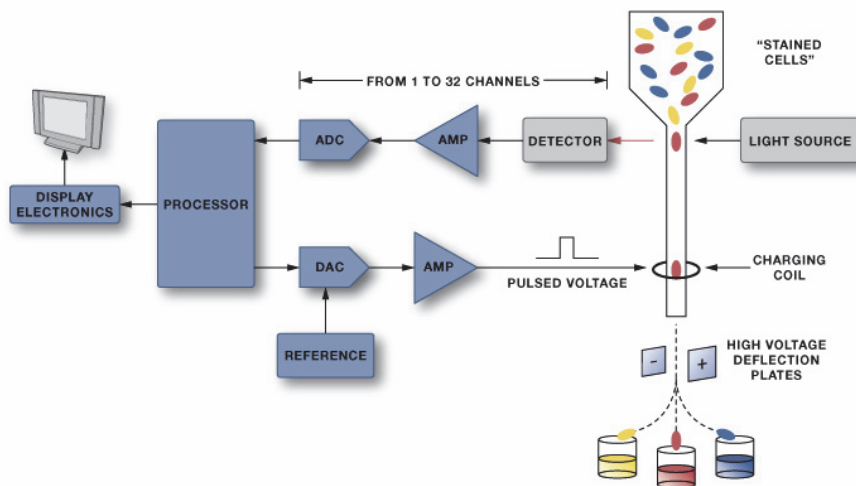 "STAINED
CELLS"
FROM 1 TO 32 CHANNELS
ADC
AMP
DETECTOR
LIGHT SOURCE
DISPLAY
ELECTRONICS
PROCESSOR
DAC
AMP
PULSED VOLTAGE
CHARGING
COIL
REFERENCE
-
+
HIGH VOLTAGE
DEFLECTION
PLATES